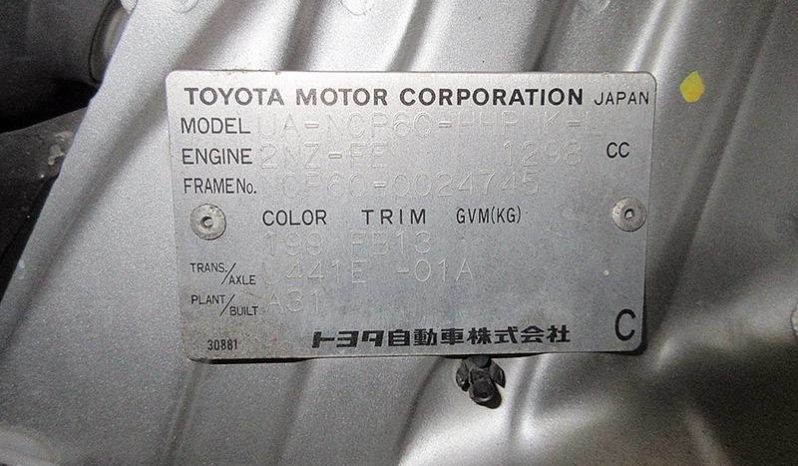 TOYOTA MOTOR CORPORATION JAPAN
MODEL UA-NCP60-PHP K-
ENGINE 2NZ-FE 1298 CC
FRAME No. NCP60-0024745
COLOR TRIM GVM(KG)
199 FB13
TRANS./AXLE U441E -01A
PLANT/BUILT A31
30881 トヨタ自動車株式会社 C